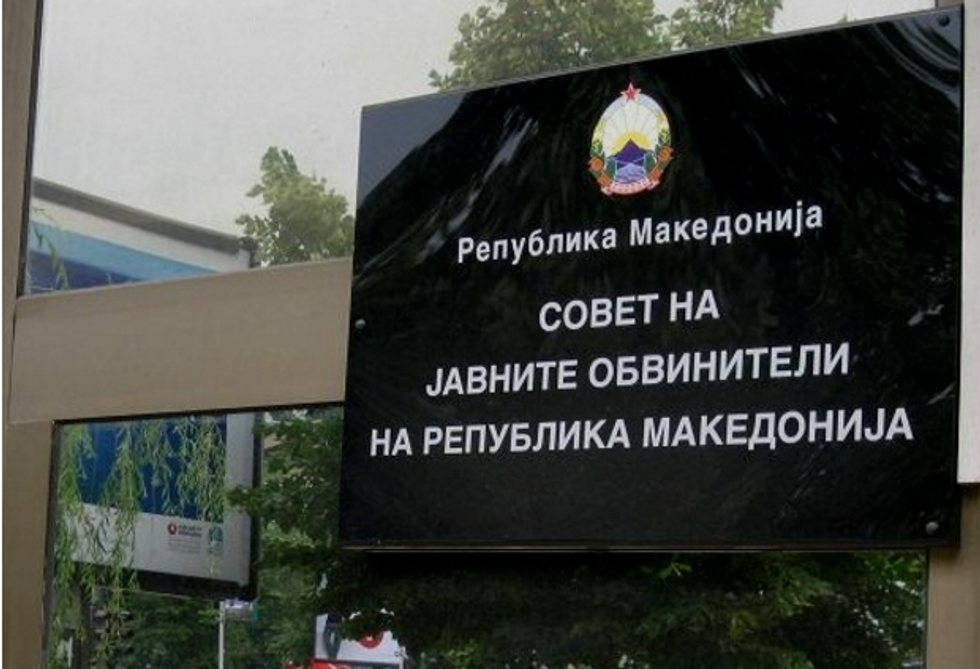 Република Македонија
СОВЕТ НА
ЈАВНИТЕ ОБВИНИТЕЛИ
НА РЕПУБЛИКА МАКЕДОНИЈА